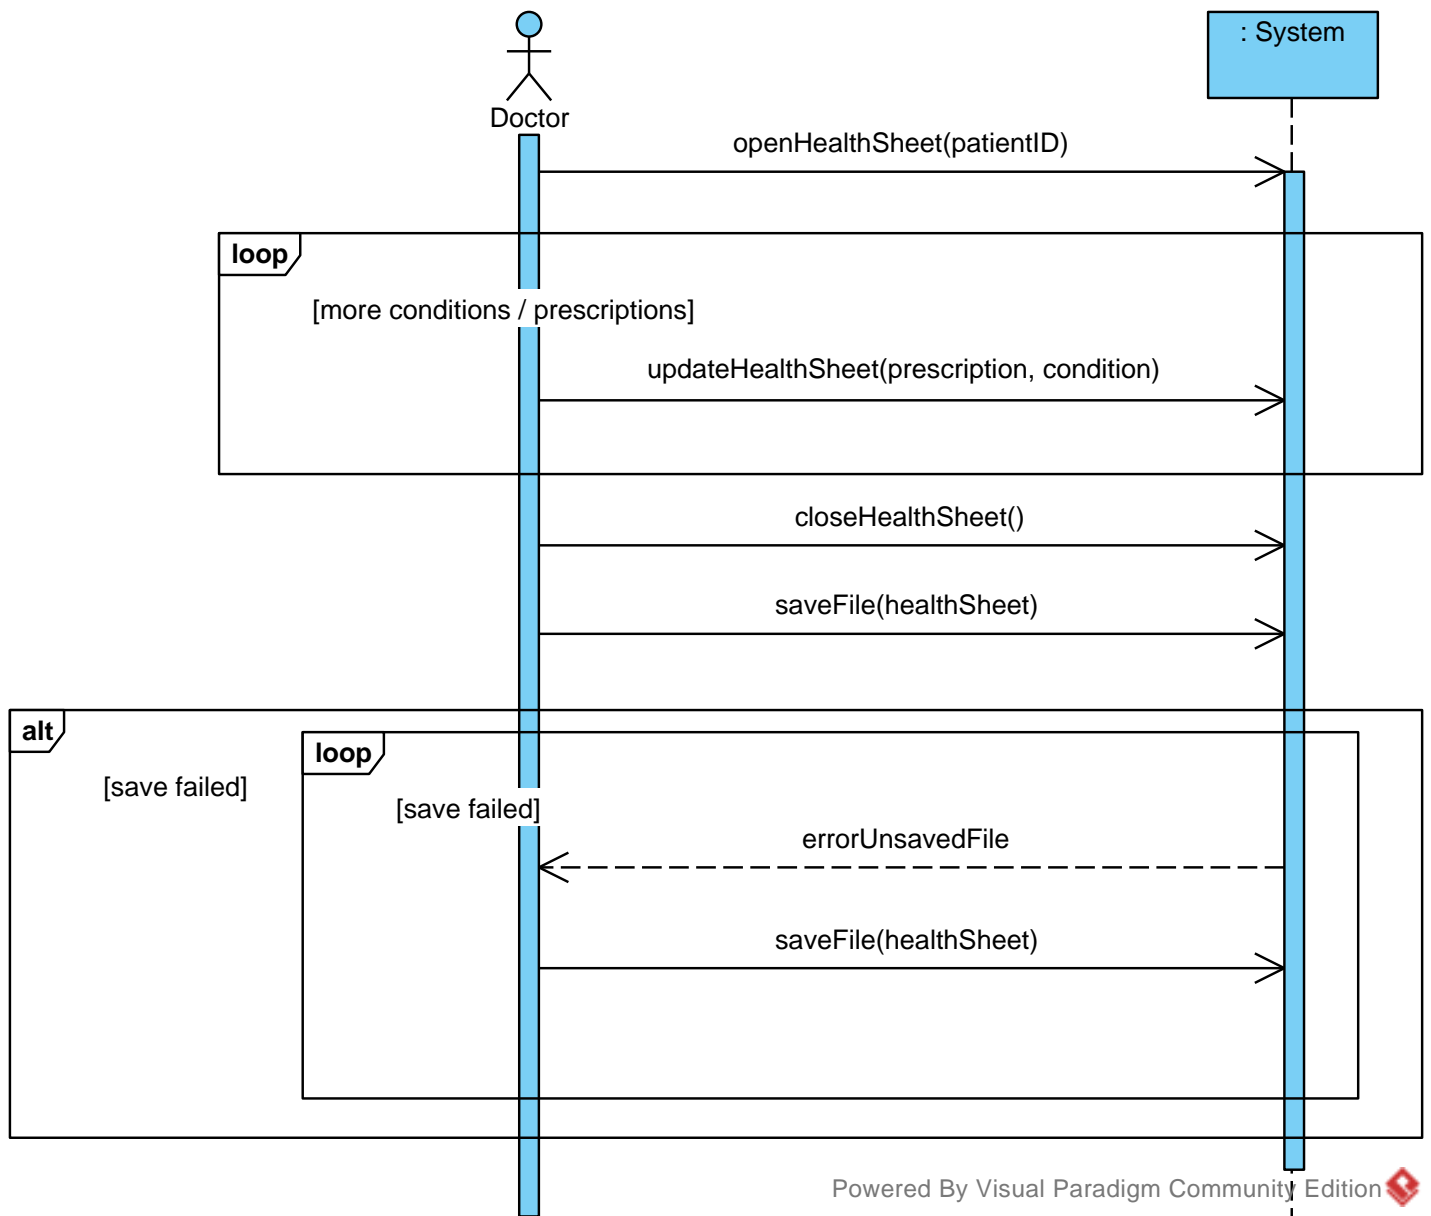 Doctor
: System
openHealthSheet(patientID)
loop
[more conditions / prescriptions]
updateHealthSheet(prescription, condition)
closeHealthSheet()
saveFile(healthSheet)
alt
loop
[save failed]
[save failed]
errorUnsavedFile
saveFile(healthSheet)
Powered By Visual Paradigm Community Edition